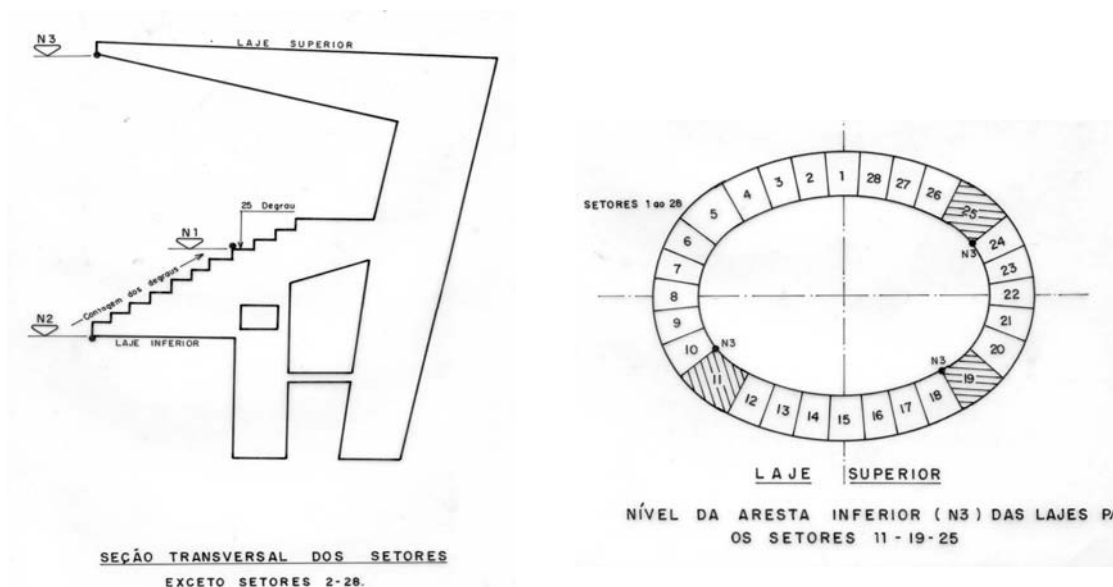 N3
LAJE SUPERIOR
25 Degrau
N1
Contagem dos degraus
N2
LAJE INFERIOR
SEÇÃO TRANSVERSAL DOS SETORES
EXCETO SETORES 2-28.
SETORES 1 ao 28
1
2
3
4
5
6
7
8
9
10
11
12
13
14
15
16
17
18
19
20
21
22
23
24
25
26
27
28
N3
N3
N3
LAJE SUPERIOR
NÍVEL DA ARESTA INFERIOR (N3) DAS LAJES PA
OS SETORES 11-19-25